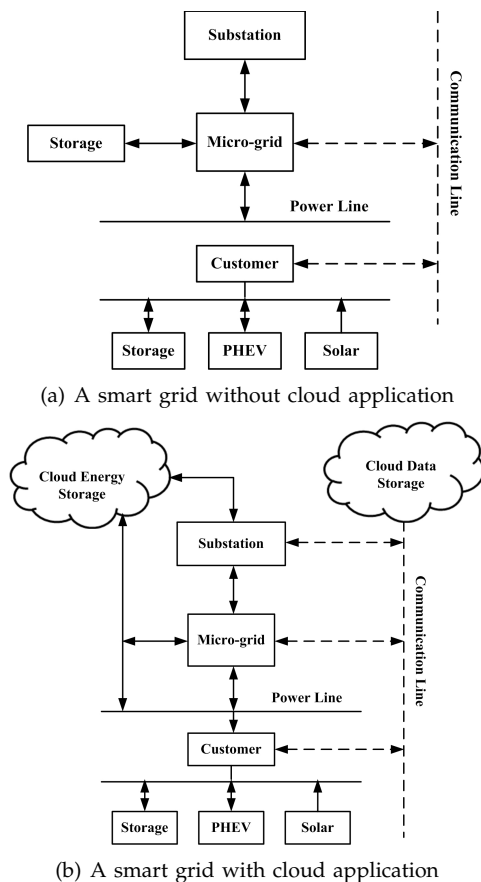 Substation
Communication Line
Storage
Micro-grid
Power Line
Customer
Storage
PHEV
Solar
(a) A smart grid without cloud application
Cloud Energy
Storage
Cloud Data
Storage
Substation
Communication Line
Micro-grid
Power Line
Customer
Storage
PHEV
Solar
(b) A smart grid with cloud application